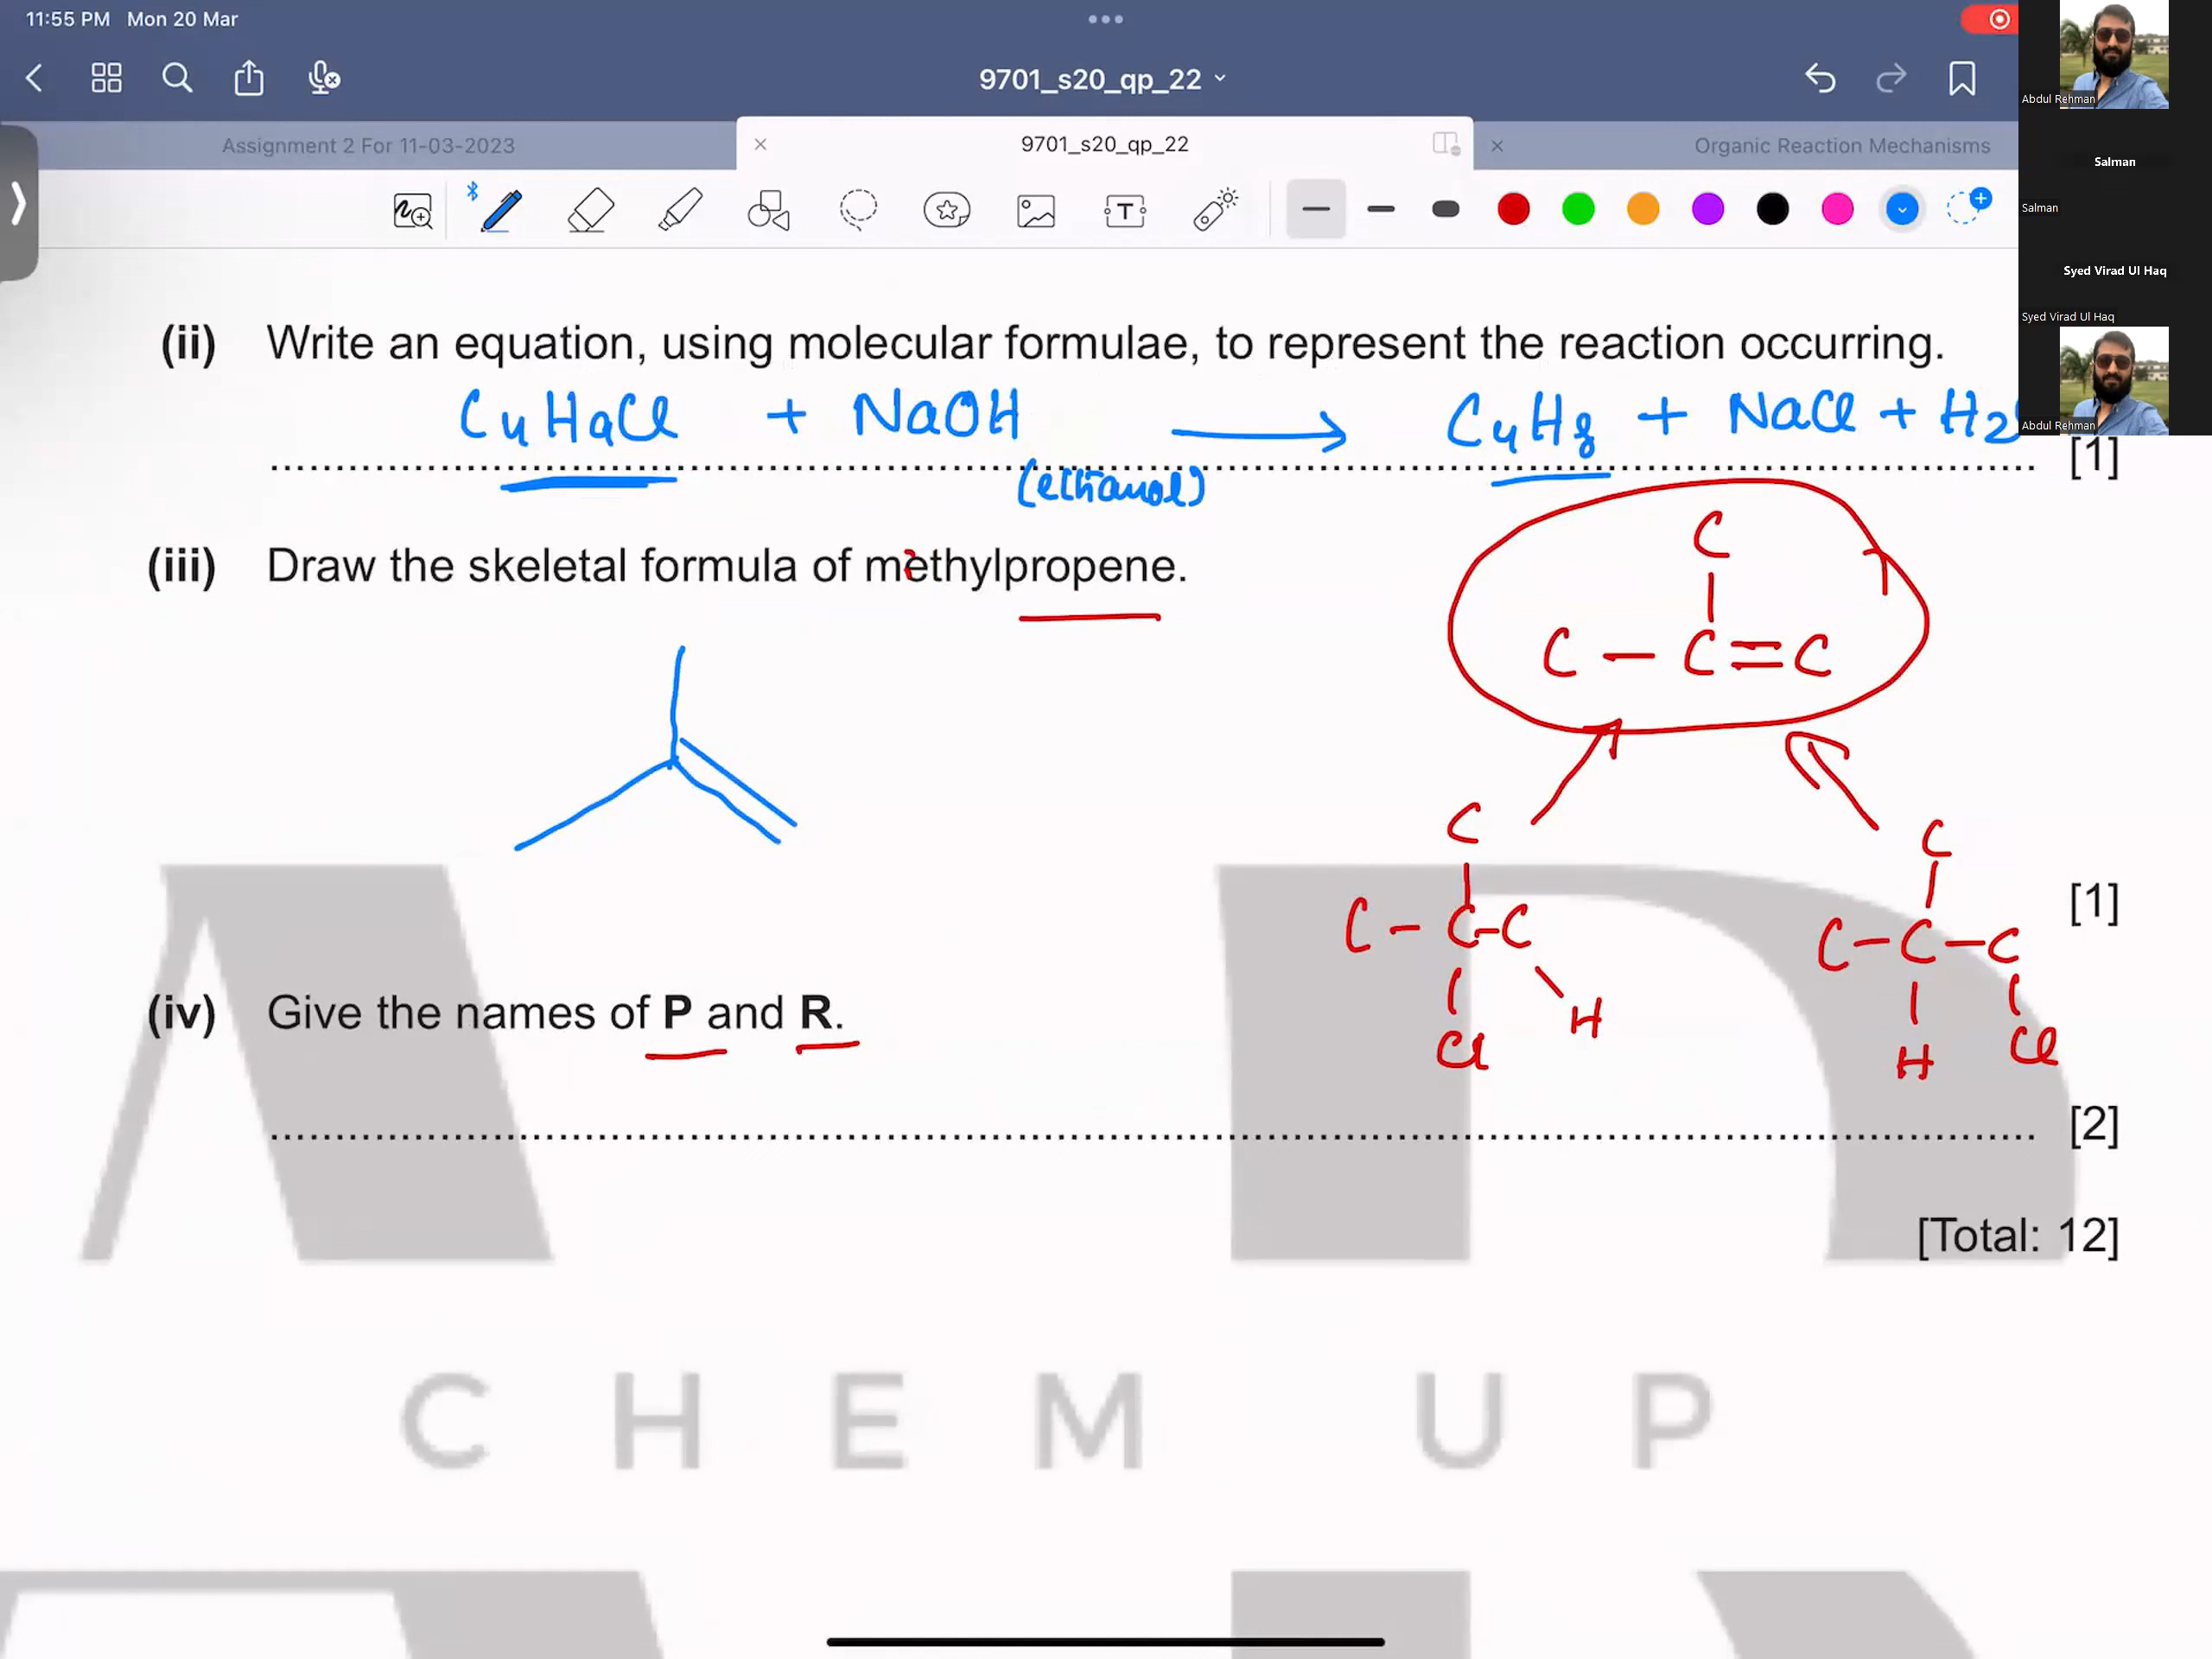 11:55 PM Mon 20 Mar
9701_s20_qp_22
Assignment 2 For 11-03-2023
9701_s20_qp_22
Organic Reaction Mechanisms
T
Abdul Rehman
Salman
Salman
Syed Virad Ul Haq
Syed Virad Ul Haq
Abdul Rehman
(ii) Write an equation, using molecular formulae, to represent the reaction occurring.
C4H9Cl + NaOH → C4H8 + NaCl + H2
(ethanol)
[1]
(iii) Draw the skeletal formula of methylpropene.
C
C – C = C
C
C – C – C
Cl
H
C
C – C – C
H
Cl
[1]
(iv) Give the names of P and R.
[2]
[Total: 12]
CHEM UP